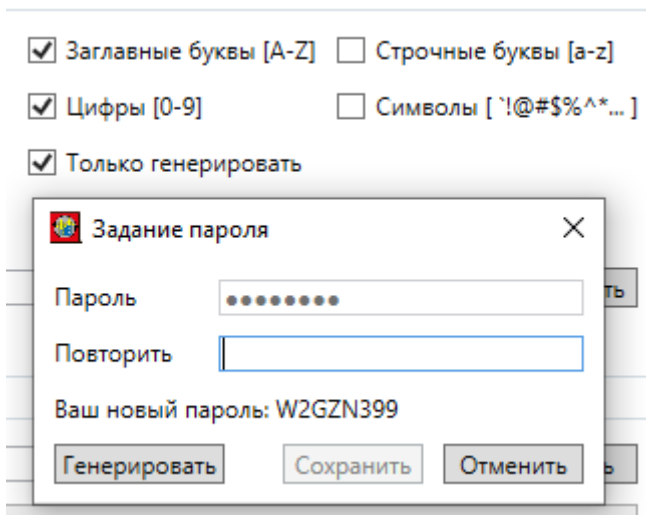 Заглавные буквы [A-Z] Строчные буквы [a-z]
Цифры [0-9] Символы [ `!@#$%^*... ]
Только генерировать
Задание пароля
ть
Пароль ●●●●●●●●
Повторить
Ваш новый пароль: W2GZN399
Генерировать Сохранить Отменить ь